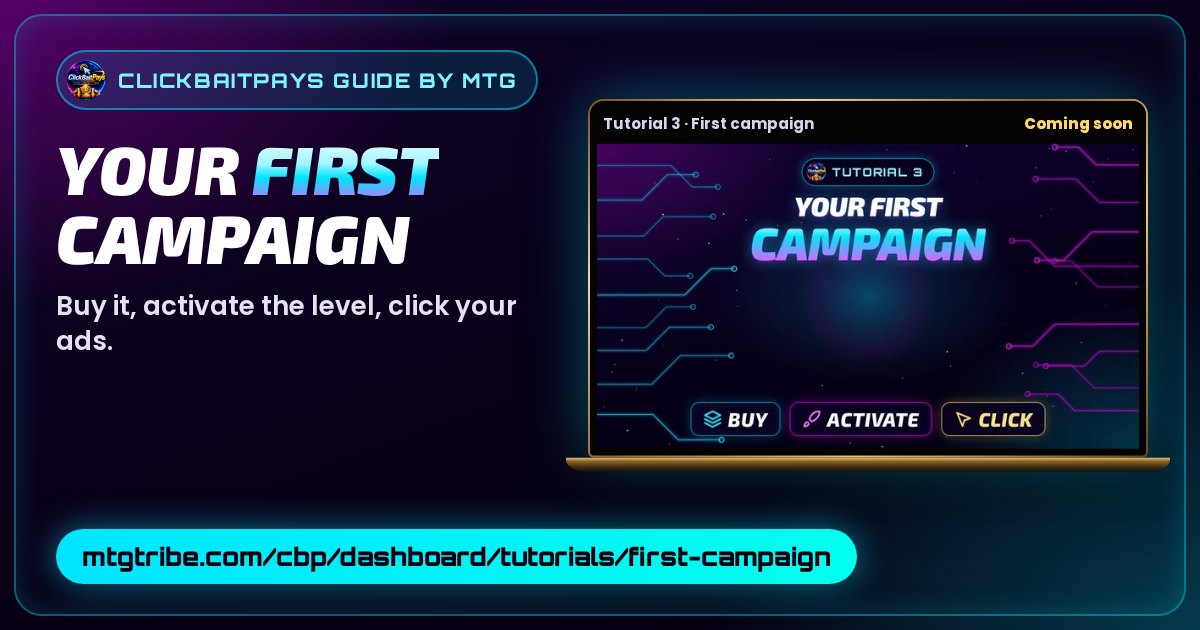 ClickBaitPays
CLICKBAITPAYS GUIDE BY MTG
YOUR FIRST
CAMPAIGN
Buy it, activate the level, click your
ads.
Tutorial 3 · First campaign
Coming soon
TUTORIAL 3
YOUR FIRST
CAMPAIGN
BUY
ACTIVATE
CLICK
mtgtribe.com/cbp/dashboard/tutorials/first-campaign